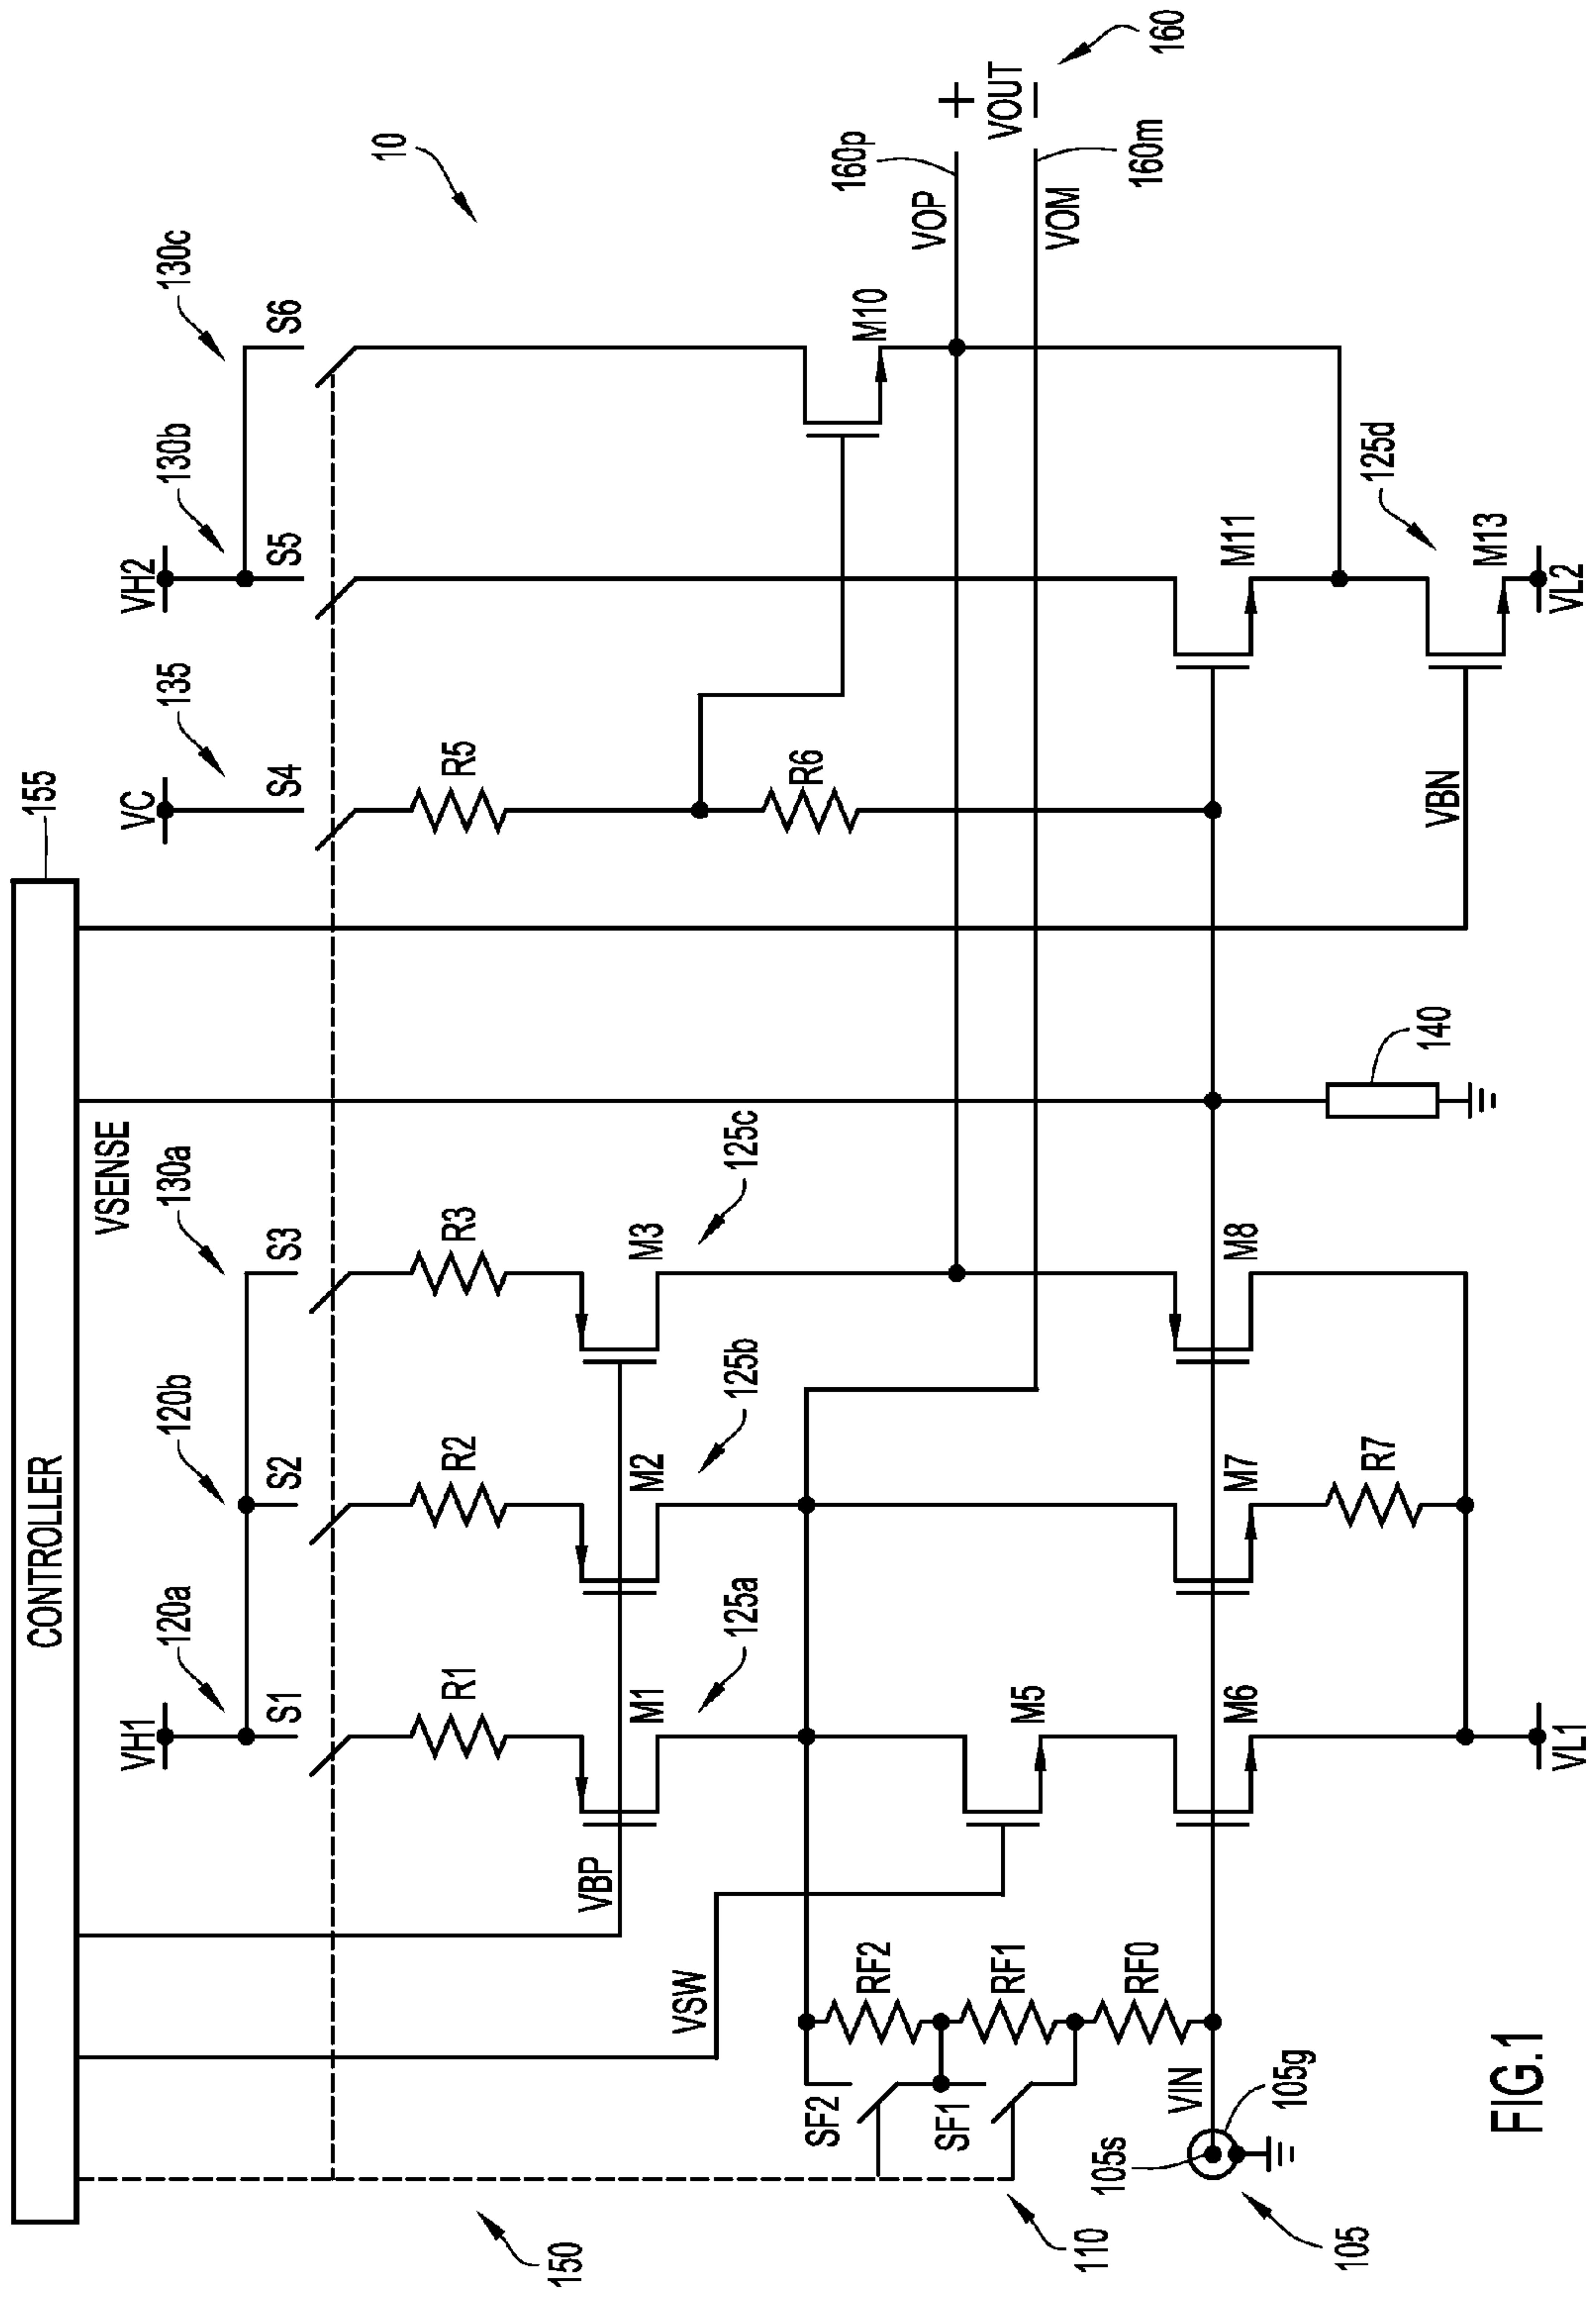 CONTROLLER
155
VSENSE
VH1
120a
120b
130a
VC
135
VH2
130b
130c
S1
S2
S3
S4
S5
S6
10
R1
R2
R3
R5
VBP
M1
125a
M2
125b
M3
125c
R6
M10
VSW
150
SF2
RF2
SF1
RF1
RF0
110
M5
VOP
160p
VOUT
VOM
160m
160
105s
VIN
105g
105
M6
M7
M8
M11
R7
140
VBN
125d
M13
VL1
VL2
FIG.1